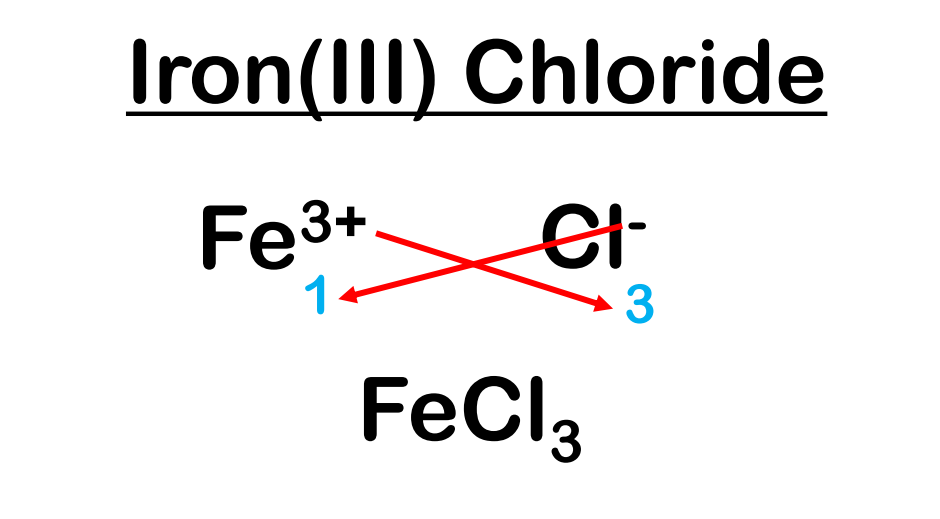 Iron(III) Chloride
Fe³⁺ Cl⁻
1 3
FeCl₃